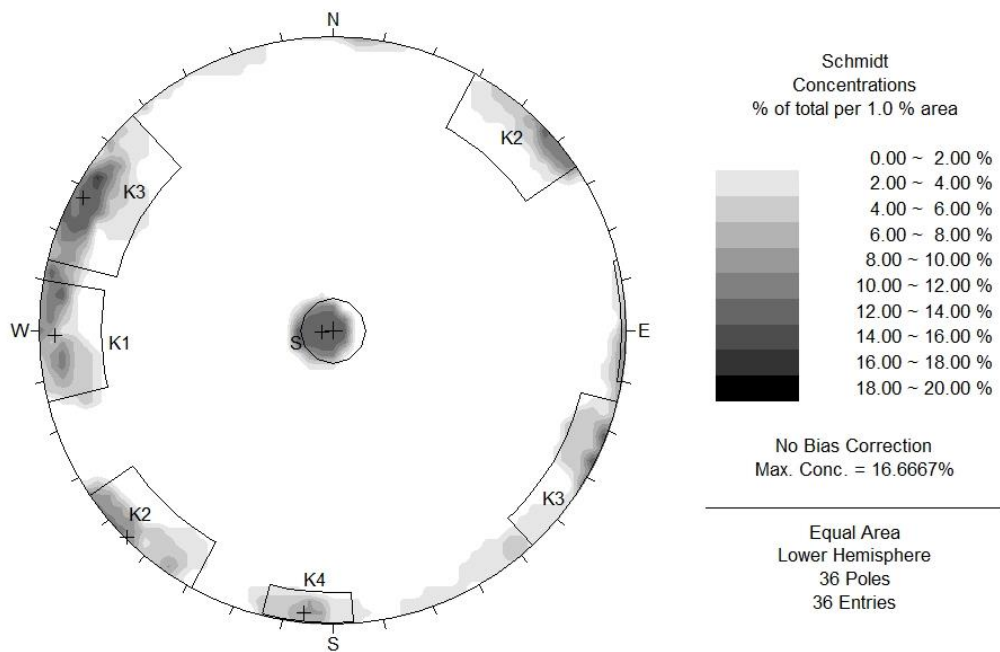 N
K2
K3
W
S
E
K1
K3
K2
K4
S
Schmidt
Concentrations
% of total per 1.0 % area
0.00 ~ 2.00 %
2.00 ~ 4.00 %
4.00 ~ 6.00 %
6.00 ~ 8.00 %
8.00 ~ 10.00 %
10.00 ~ 12.00 %
12.00 ~ 14.00 %
14.00 ~ 16.00 %
16.00 ~ 18.00 %
18.00 ~ 20.00 %
No Bias Correction
Max. Conc. = 16.6667%
Equal Area
Lower Hemisphere
36 Poles
36 Entries